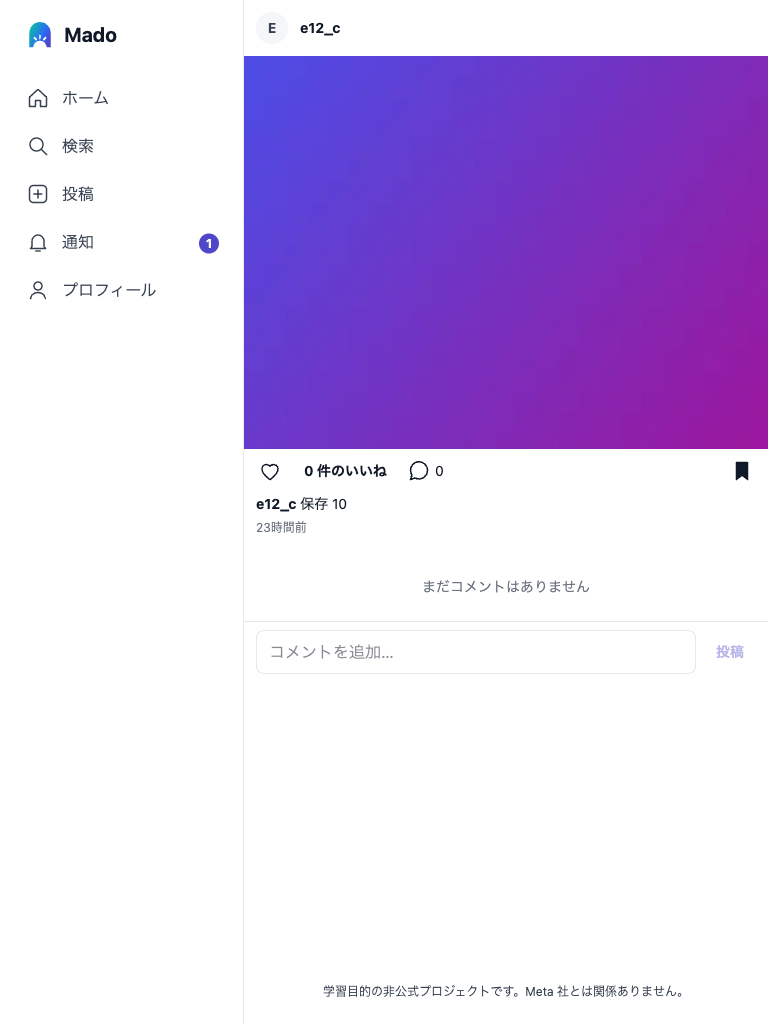 Mado
ホーム
検索
投稿
通知 1
プロフィール
E e12_c
0 件のいいね 0
e12_c 保存 10
23時間前
まだコメントはありません
コメントを追加... 投稿
学習目的の非公式プロジェクトです。Meta 社とは関係ありません。